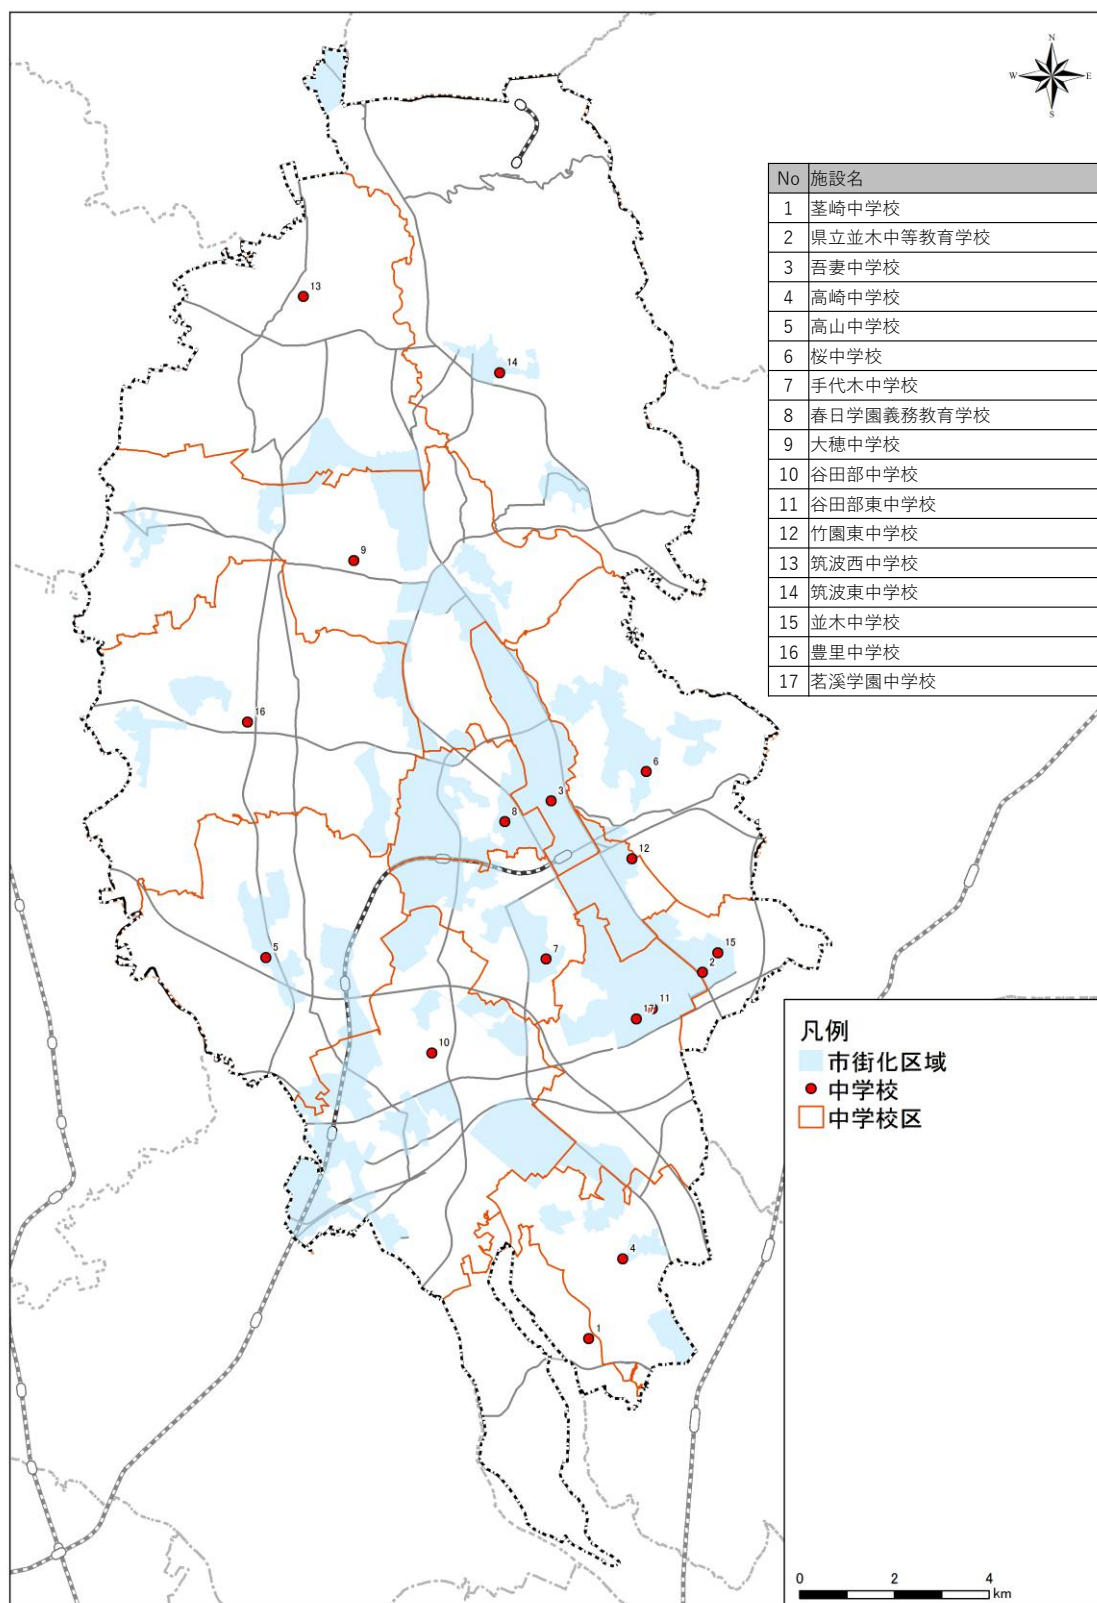 N
W
E
S
No 施設名
1 茎崎中学校
2 県立並木中等教育学校
3 吾妻中学校
4 高崎中学校
5 高山中学校
6 桜中学校
7 手代木中学校
8 春日学園義務教育学校
9 大穂中学校
10 谷田部中学校
11 谷田部東中学校
12 竹園東中学校
13 筑波西中学校
14 筑波東中学校
15 並木中学校
16 豊里中学校
17 茗溪学園中学校
13
14
9
16
6
3
8
12
5
7
15
2
11
17
10
4
1
凡例
市街化区域
中学校
中学校区
0 2 4
km